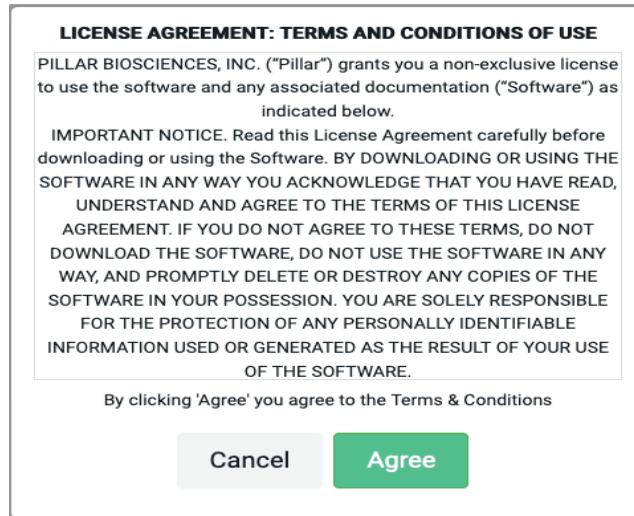 LICENSE AGREEMENT: TERMS AND CONDITIONS OF USE
PILLAR BIOSCIENCES, INC. (“Pillar”) grants you a non-exclusive license
to use the software and any associated documentation (“Software”) as
indicated below.
IMPORTANT NOTICE. Read this License Agreement carefully before
downloading or using the Software. BY DOWNLOADING OR USING THE
SOFTWARE IN ANY WAY YOU ACKNOWLEDGE THAT YOU HAVE READ,
UNDERSTAND AND AGREE TO THE TERMS OF THIS LICENSE
AGREEMENT. IF YOU DO NOT AGREE TO THESE TERMS, DO NOT
DOWNLOAD THE SOFTWARE, DO NOT USE THE SOFTWARE IN ANY
WAY, AND PROMPTLY DELETE OR DESTROY ANY COPIES OF THE
SOFTWARE IN YOUR POSSESSION. YOU ARE SOLELY RESPONSIBLE
FOR THE PROTECTION OF ANY PERSONALLY IDENTIFIABLE
INFORMATION USED OR GENERATED AS THE RESULT OF YOUR USE
OF THE SOFTWARE.
By clicking 'Agree' you agree to the Terms & Conditions
Cancel Agree